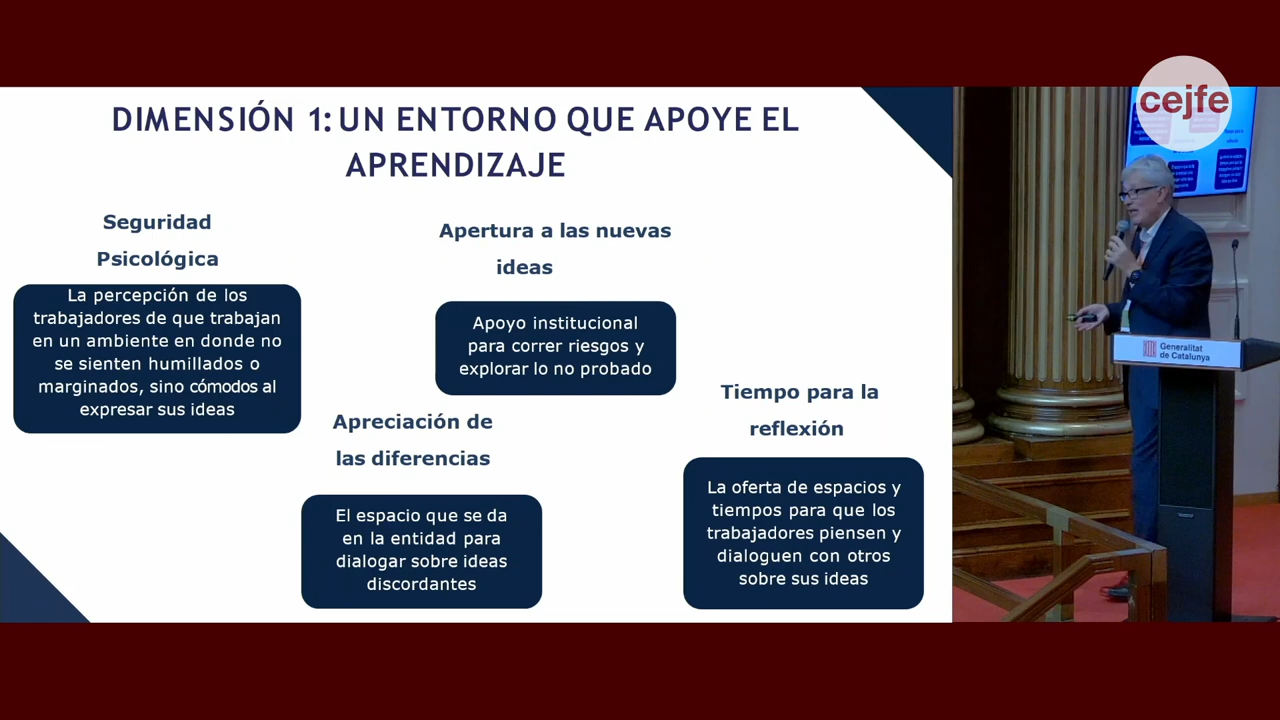 cejfe
DIMENSIÓN 1: UN ENTORNO QUE APOYE EL
APRENDIZAJE
Seguridad
Psicológica
La percepción de los
trabajadores de que trabajan
en un ambiente en donde no
se sienten humillados o
marginados, sino cómodos al
expresar sus ideas
Apertura a las nuevas
ideas
Apoyo institucional
para correr riesgos y
explorar lo no probado
Apreciación de
las diferencias
El espacio que se da
en la entidad para
dialogar sobre ideas
discordantes
Tiempo para la
reflexión
La oferta de espacios y
tiempos para que los
trabajadores piensen y
dialoguen con otros
sobre sus ideas
Generalitat
de Catalunya